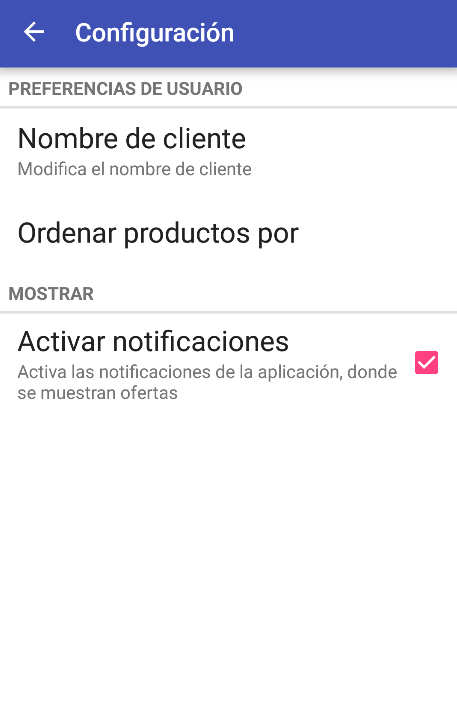 Configuración
PREFERENCIAS DE USUARIO
Nombre de cliente
Modifica el nombre de cliente
Ordenar productos por
MOSTRAR
Activar notificaciones
Activa las notificaciones de la aplicación, donde
se muestran ofertas